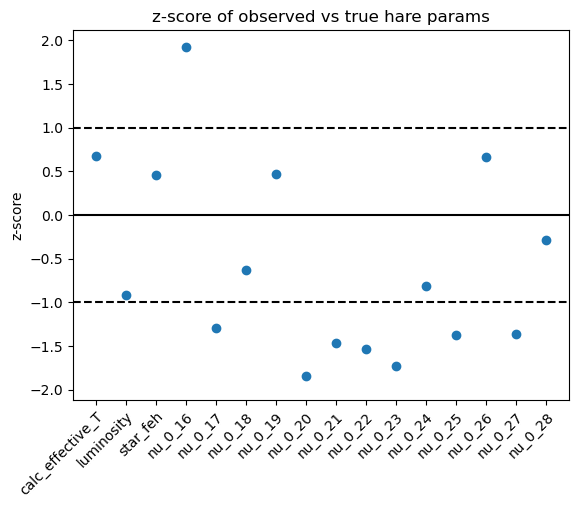 z-score of observed vs true hare params
z-score
2.0
1.5
1.0
0.5
0.0
−0.5
−1.0
−1.5
−2.0
calc_effective_T
luminosity
star_feh
nu_0_16
nu_0_17
nu_0_18
nu_0_19
nu_0_20
nu_0_21
nu_0_22
nu_0_23
nu_0_24
nu_0_25
nu_0_26
nu_0_27
nu_0_28